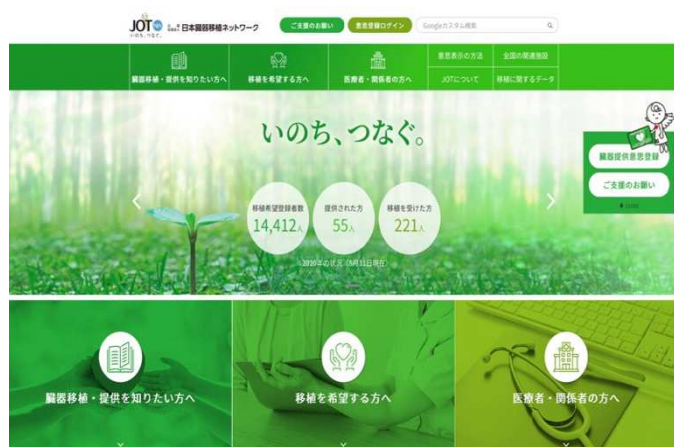 JOT
日本臓器移植ネットワーク
いのち、つなぐ。
ご支援のお願い
意思登録ログイン
Googleカスタム検索
臓器移植・提供を知りたい方へ
移植を希望する方へ
医療者・関係者の方へ
意思表示の方法
全国の関連施設
JOTについて
移植に関するデータ
いのち、つなぐ。
移植希望登録者数
14,412人
提供された方
55人
移植を受けた方
221人
臓器提供意思登録
ご支援のお願い
臓器移植・提供を知りたい方へ
移植を希望する方へ
医療者・関係者の方へ